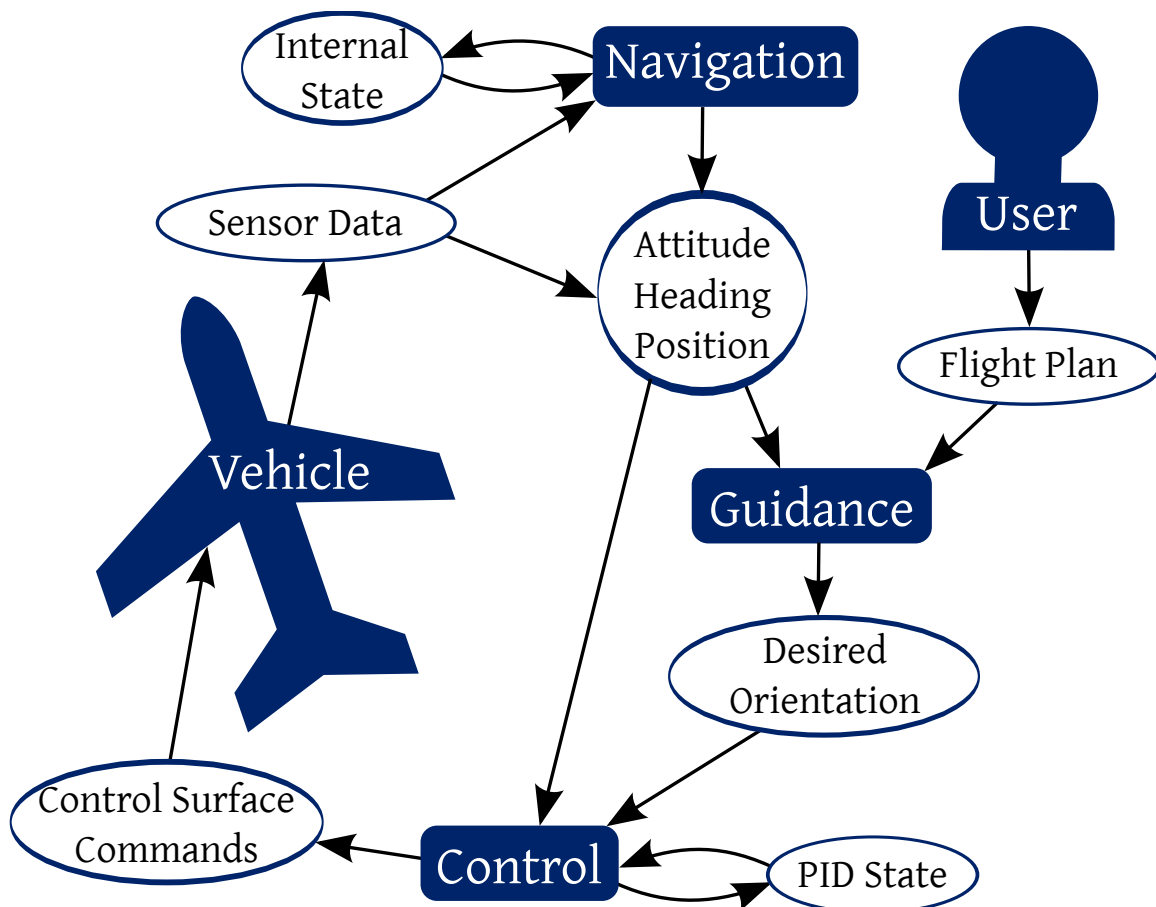 Internal
State
Navigation
Sensor Data
User
Attitude
Heading
Position
Flight Plan
Vehicle
Guidance
Desired
Orientation
Control Surface
Commands
Control
PID State